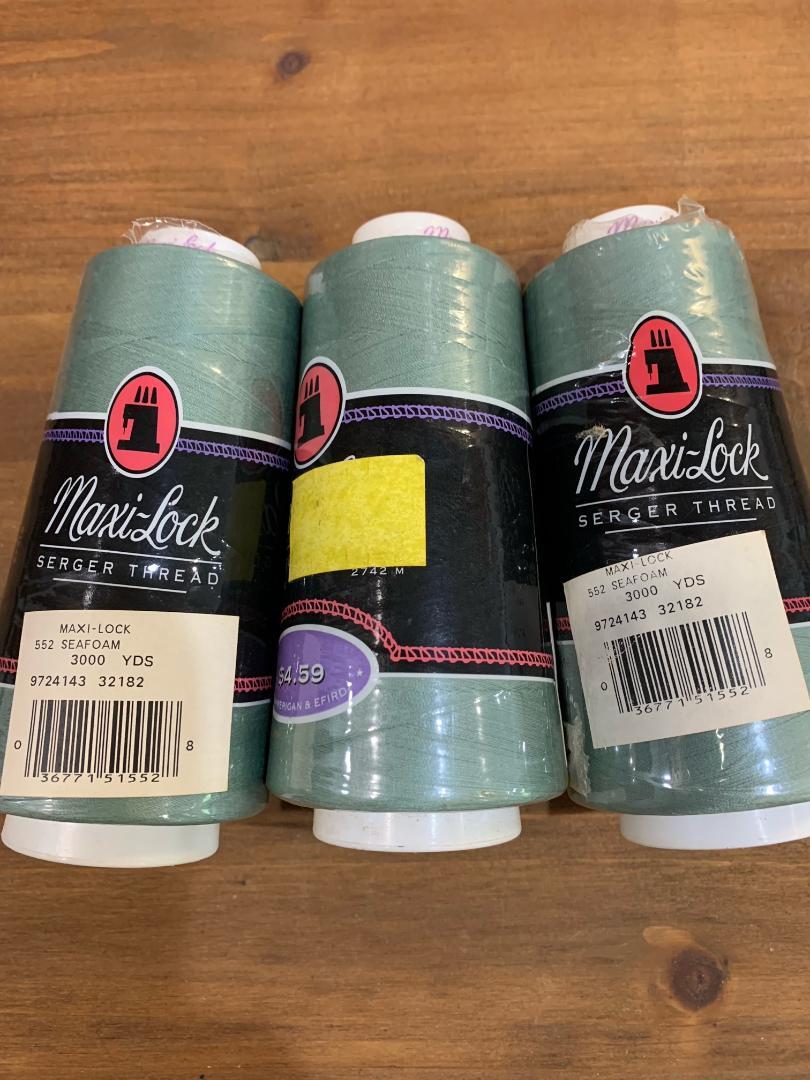 Maxi-Lock
SERGER THREAD
MAXI-LOCK
552 SEAFOAM
3000 YDS
9724143 32182
0 36771 51552 8
2742 M
$4.59
& EFIRD
Maxi-Lock
SERGER THREAD
MAXI-LOCK
552 SEAFOAM
3000 YDS
9724143 32182
0 36771 51552 8